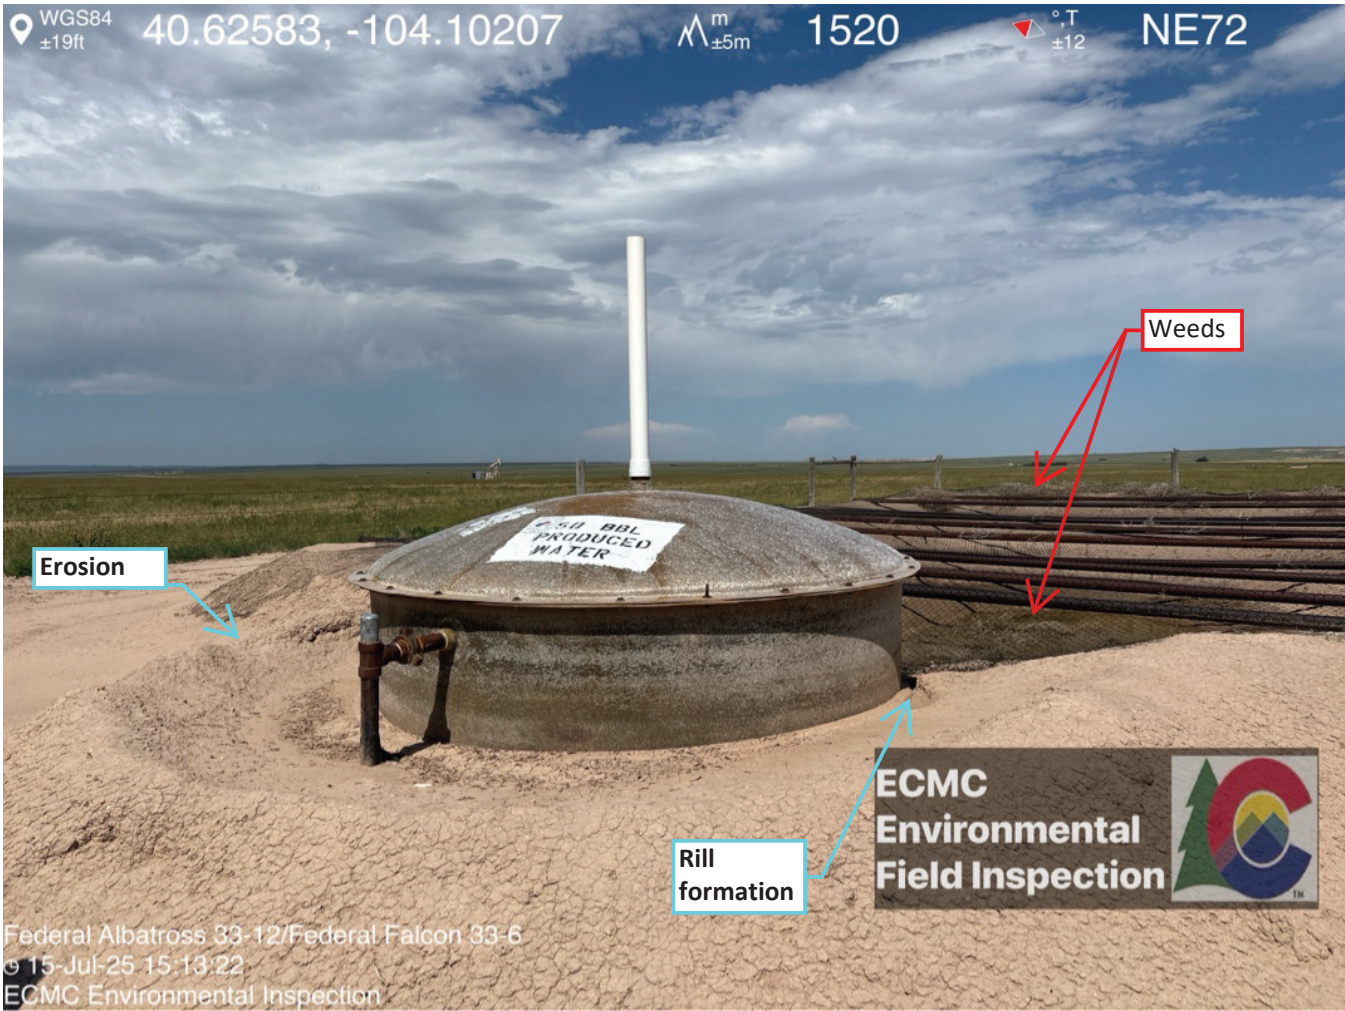 WGS84
±19ft
40.62583, -104.10207
m
±5m
1520
°,T
±12
NE72
Weeds
50 BBL
PRODUCED
WATER
Erosion
ECMC
Environmental
Field Inspection
TM
Rill
formation
Federal Albatross 33-12/Federal Falcon 33-6
15-Jul-25 15:13:22
ECMC Environmental Inspection